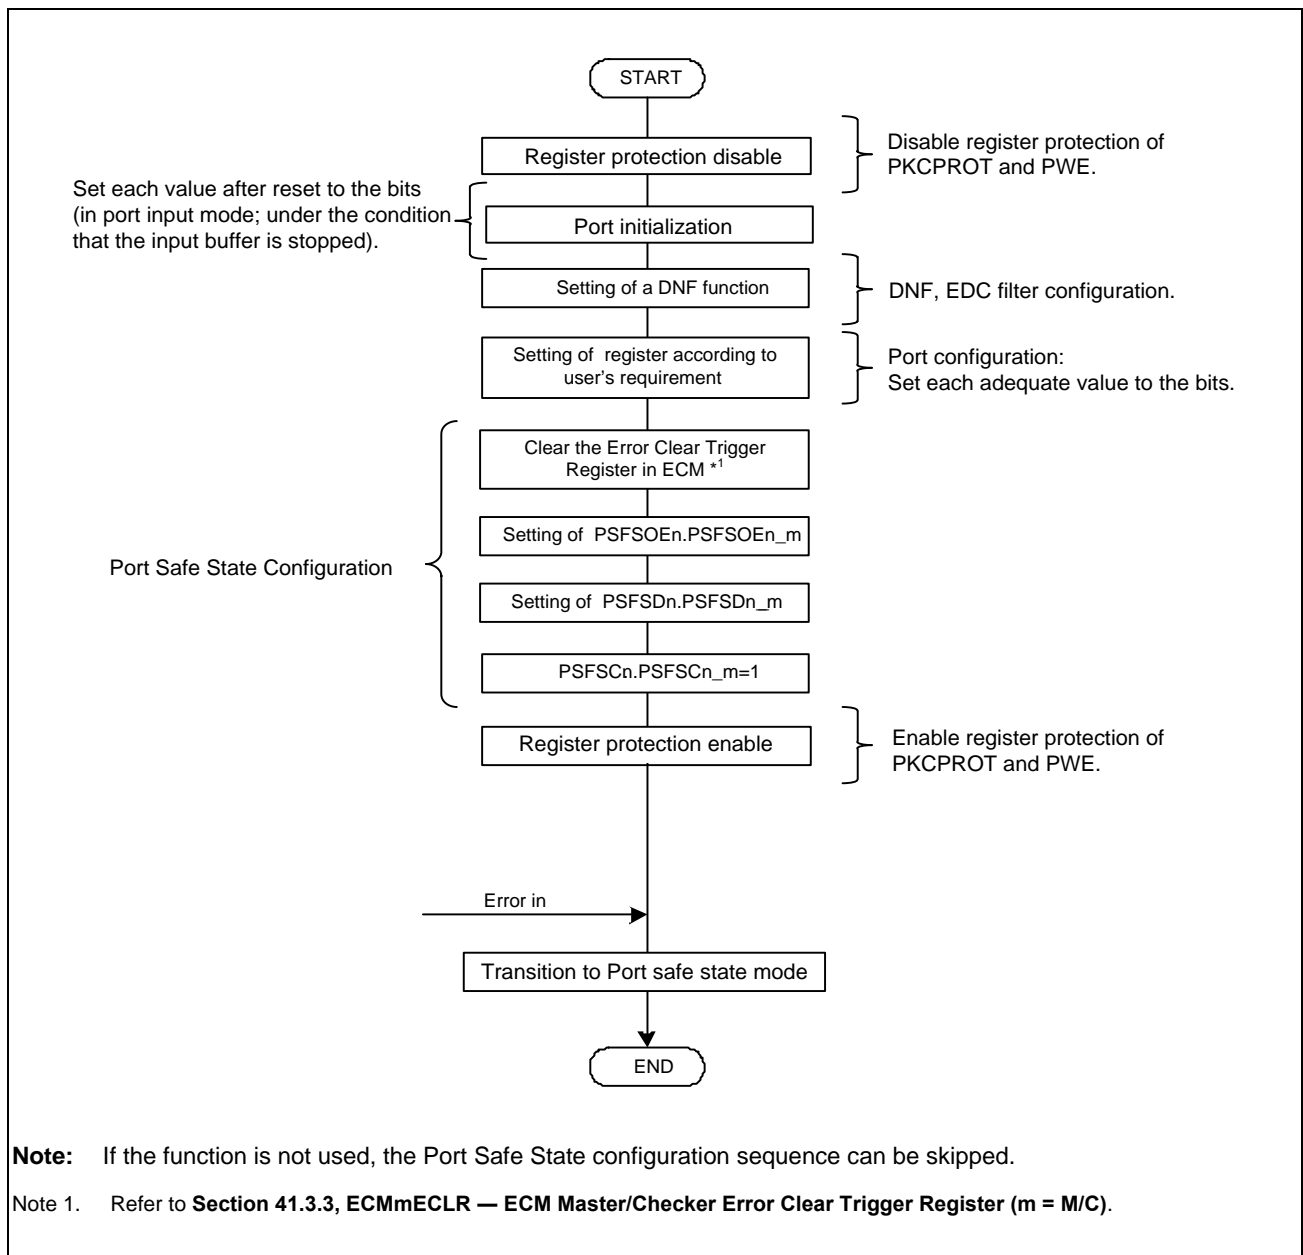 START
Register protection disable
Disable register protection of
PKCPROT and PWE.
Set each value after reset to the bits
(in port input mode; under the condition
that the input buffer is stopped).
Port initialization
Setting of a DNF function
DNF, EDC filter configuration.
Setting of register according to
user's requirement
Port configuration:
Set each adequate value to the bits.
Clear the Error Clear Trigger
Register in ECM *1
Setting of PSFSOEn.PSFSOEn_m
Port Safe State Configuration
Setting of PSFSDn.PSFSDn_m
PSFSCn.PSFSCn_m=1
Register protection enable
Enable register protection of
PKCPROT and PWE.
Error in
Transition to Port safe state mode
END
Note: If the function is not used, the Port Safe State configuration sequence can be skipped.
Note 1. Refer to Section 41.3.3, ECMmECLR — ECM Master/Checker Error Clear Trigger Register (m = M/C).